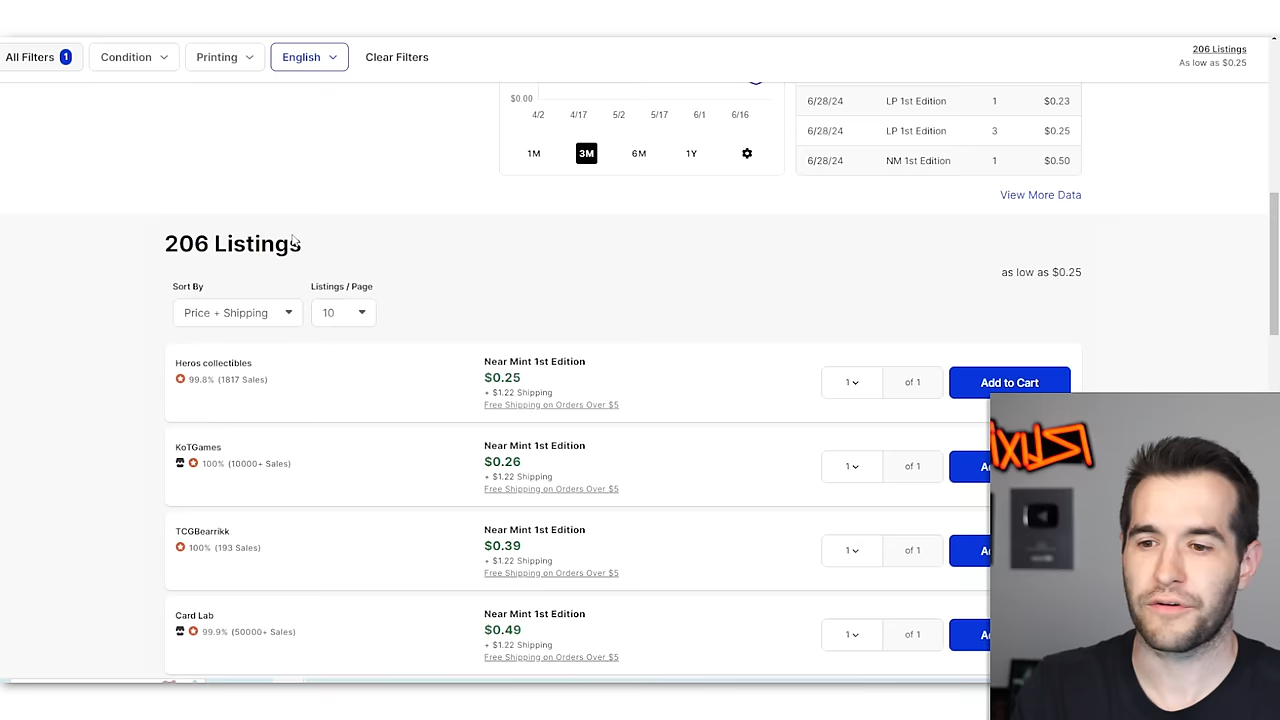 All Filters 1 Condition Printing English Clear Filters
206 Listings
As low as $0.25
$0.00
4/2 4/17 5/2 5/17 6/1 6/16
1M 3M 6M 1Y
6/28/24 LP 1st Edition 1 $0.23
6/28/24 LP 1st Edition 3 $0.25
6/28/24 NM 1st Edition 1 $0.50
View More Data
206 Listings
as low as $0.25
Sort By Listings / Page
Price + Shipping 10
Heros collectibles
99.8% (1817 Sales)
Near Mint 1st Edition
$0.25
+ $1.22 Shipping
Free Shipping on Orders Over $5
1 of 1 Add to Cart
KoTGames
100% (10000+ Sales)
Near Mint 1st Edition
$0.26
+ $1.22 Shipping
Free Shipping on Orders Over $5
1 of 1
TCGBearrikk
100% (193 Sales)
Near Mint 1st Edition
$0.39
+ $1.22 Shipping
Free Shipping on Orders Over $5
1 of 1
Card Lab
99.9% (50000+ Sales)
Near Mint 1st Edition
$0.49
+ $1.22 Shipping
Free Shipping on Orders Over $5
1 of 1